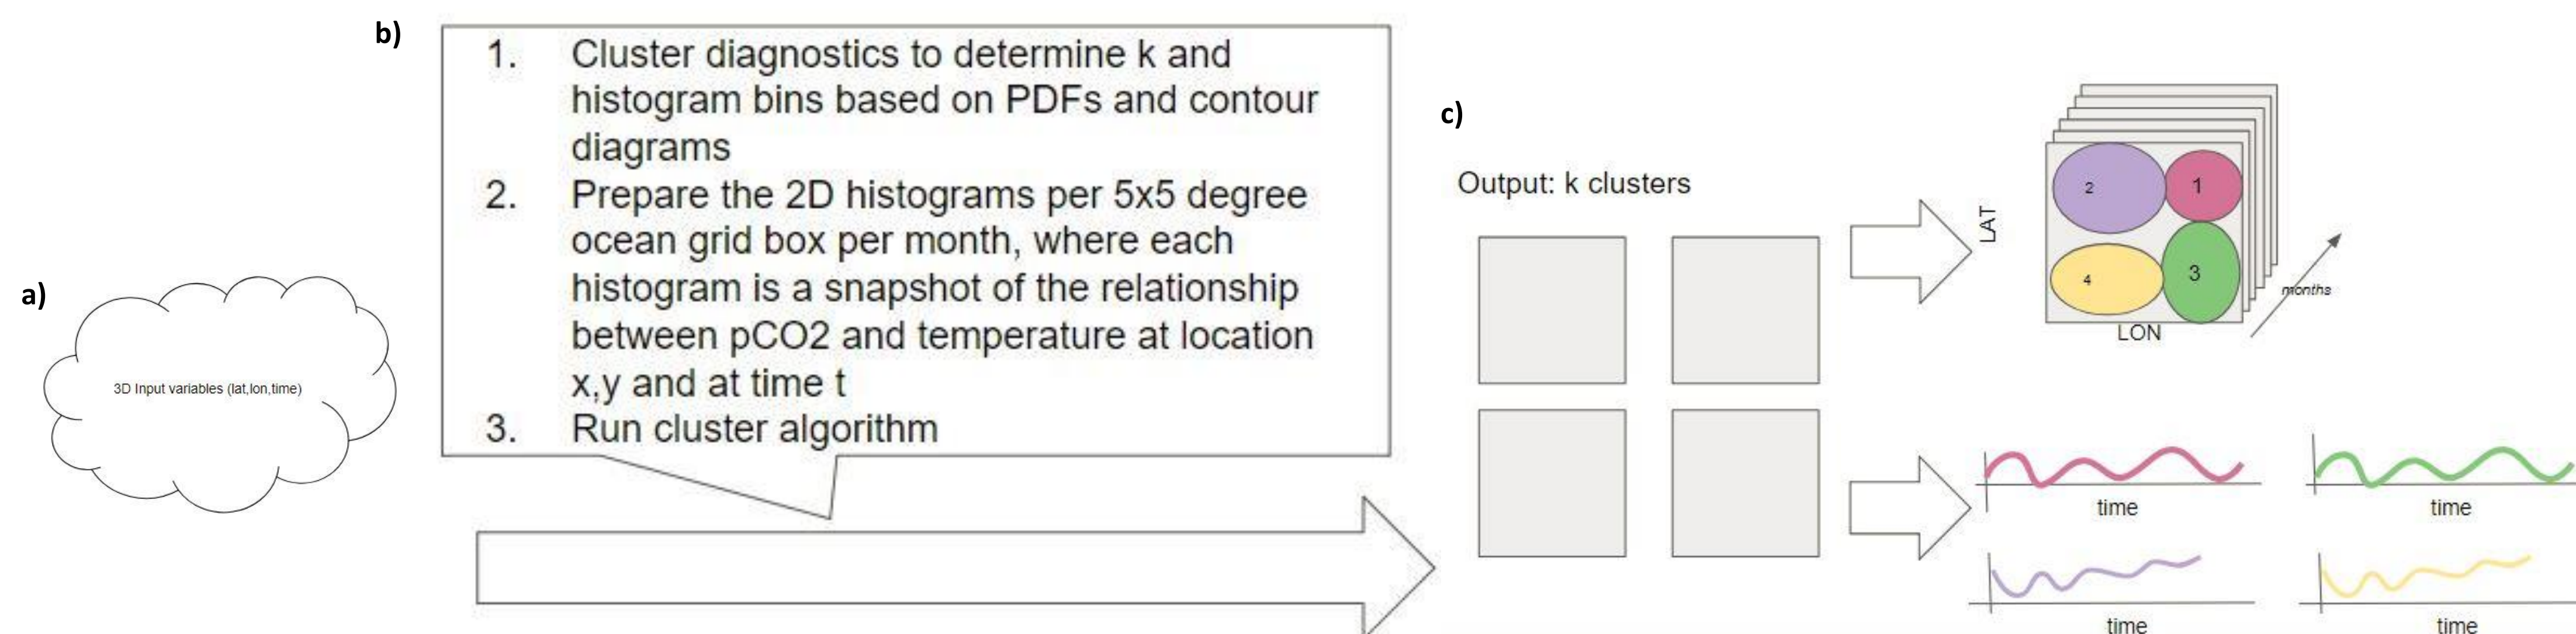 a)
3D Input variables (lat,lon,time)
b)
1. Cluster diagnostics to determine k and
histogram bins based on PDFs and contour
diagrams
2. Prepare the 2D histograms per 5x5 degree
ocean grid box per month, where each
histogram is a snapshot of the relationship
between pCO2 and temperature at location
x,y and at time t
3. Run cluster algorithm
c)
Output: k clusters
LAT
2
1
4
3
months
LON
time
time
time
time